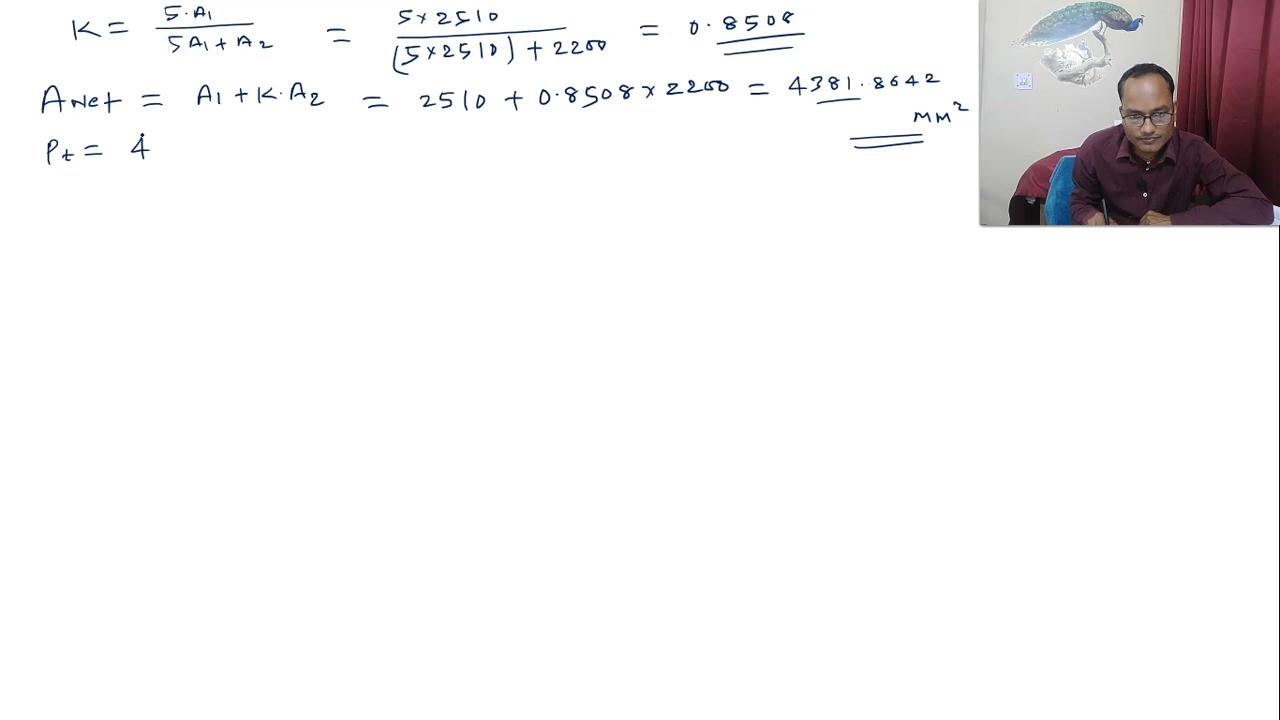 K = 5·A1 / 5A1 + A2 = 5×2510 / (5×2510) + 2200 = 0.8508
Anet = A1 + K·A2 = 2510 + 0.8508 × 2200 = 4381.8642 MM²
Pt = 4